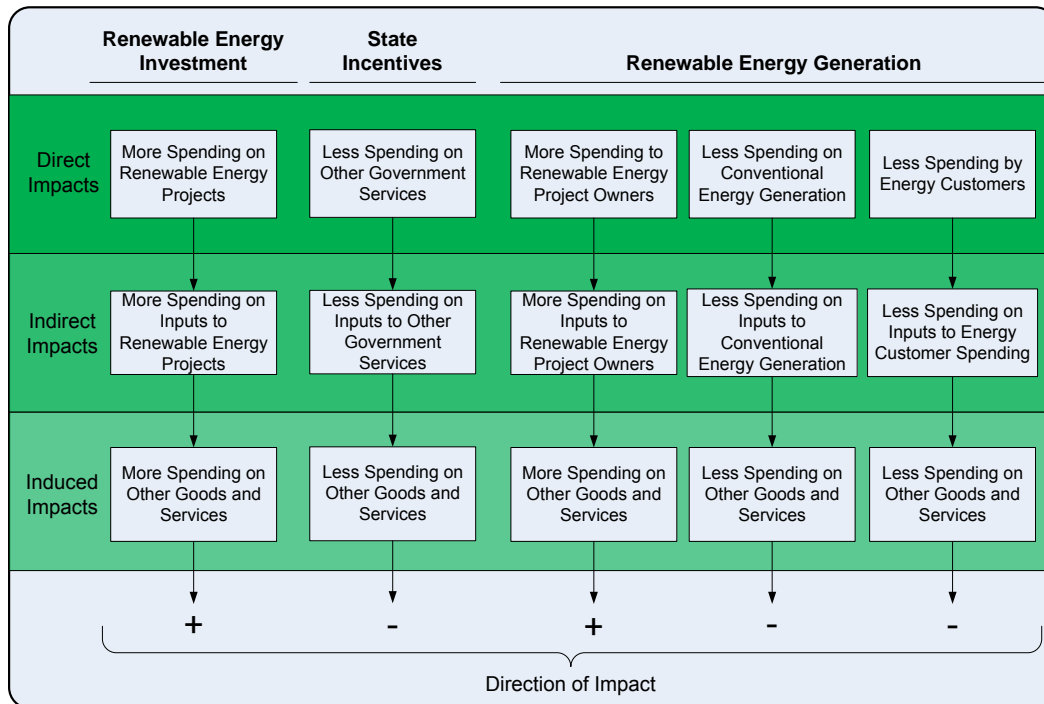 Renewable Energy
Investment
State
Incentives
Renewable Energy Generation
Direct
Impacts
More Spending on
Renewable Energy
Projects
Less Spending on
Other Government
Services
More Spending to
Renewable Energy
Project Owners
Less Spending on
Conventional
Energy Generation
Less Spending by
Energy Customers
Indirect
Impacts
More Spending on
Inputs to
Renewable Energy
Projects
Less Spending on
Inputs to Other
Government
Services
More Spending on
Inputs to
Renewable Energy
Project Owners
Less Spending on
Inputs to
Conventional
Energy Generation
Less Spending on
Inputs to Energy
Customer Spending
Induced
Impacts
More Spending on
Other Goods and
Services
Less Spending on
Other Goods and
Services
More Spending on
Other Goods and
Services
Less Spending on
Other Goods and
Services
Less Spending on
Other Goods and
Services
+
-
+
-
-
Direction of Impact